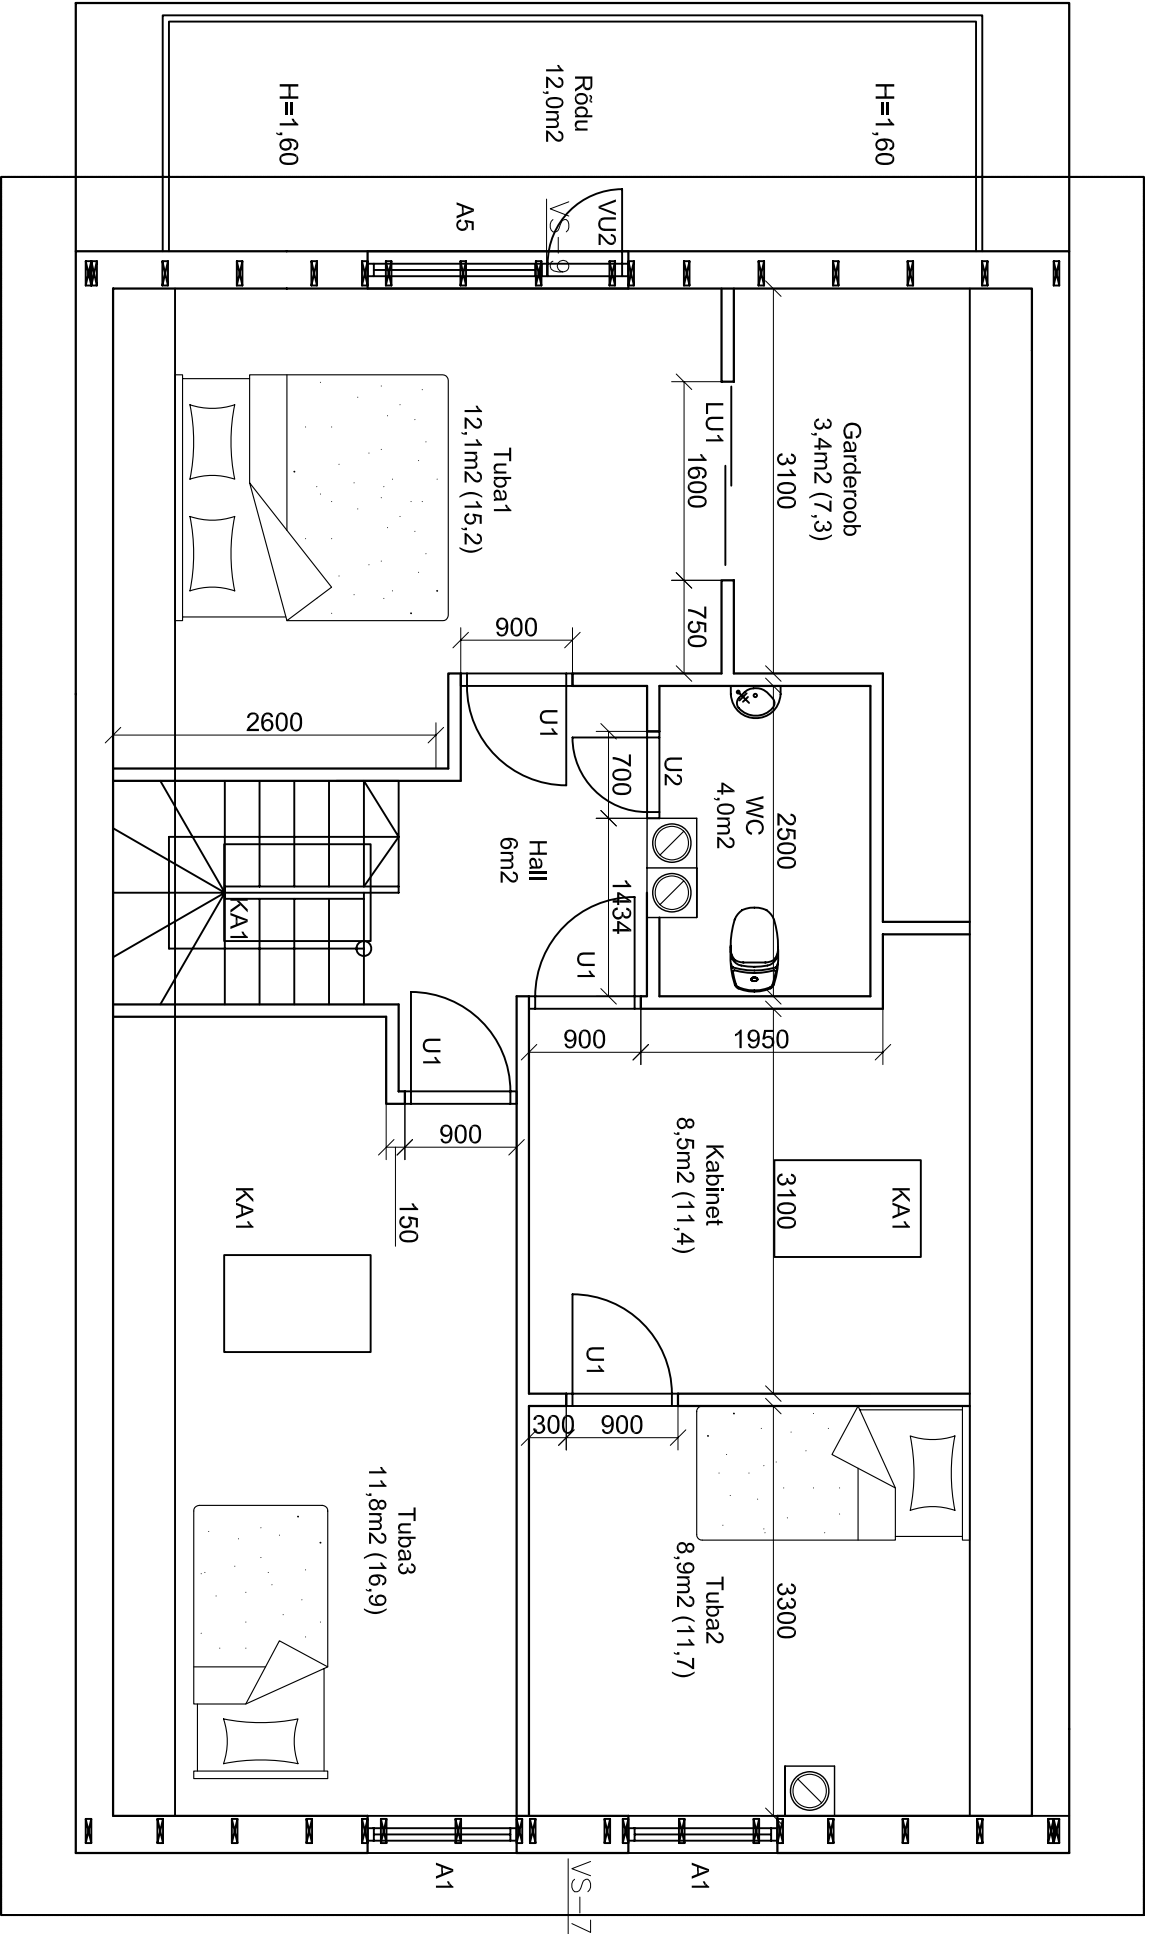 Rõdu
12,0m2
H=1,60
H=1,60
A5
VS-9
VU2
Garderoob
3,4m2 (7,3)
3100
LU1
1600
750
Tuba1
12,1m2 (15,2)
900
2600
U1
700
U2
WC
4,0m2
2500
Hall
6m2
1434
KA1
U1
U1
900
1950
900
150
Kabinet
8,5m2 (11,4)
3100
KA1
KA1
U1
300
900
Tuba3
11,8m2 (16,9)
Tuba2
8,9m2 (11,7)
3300
A1
A1
VS-7